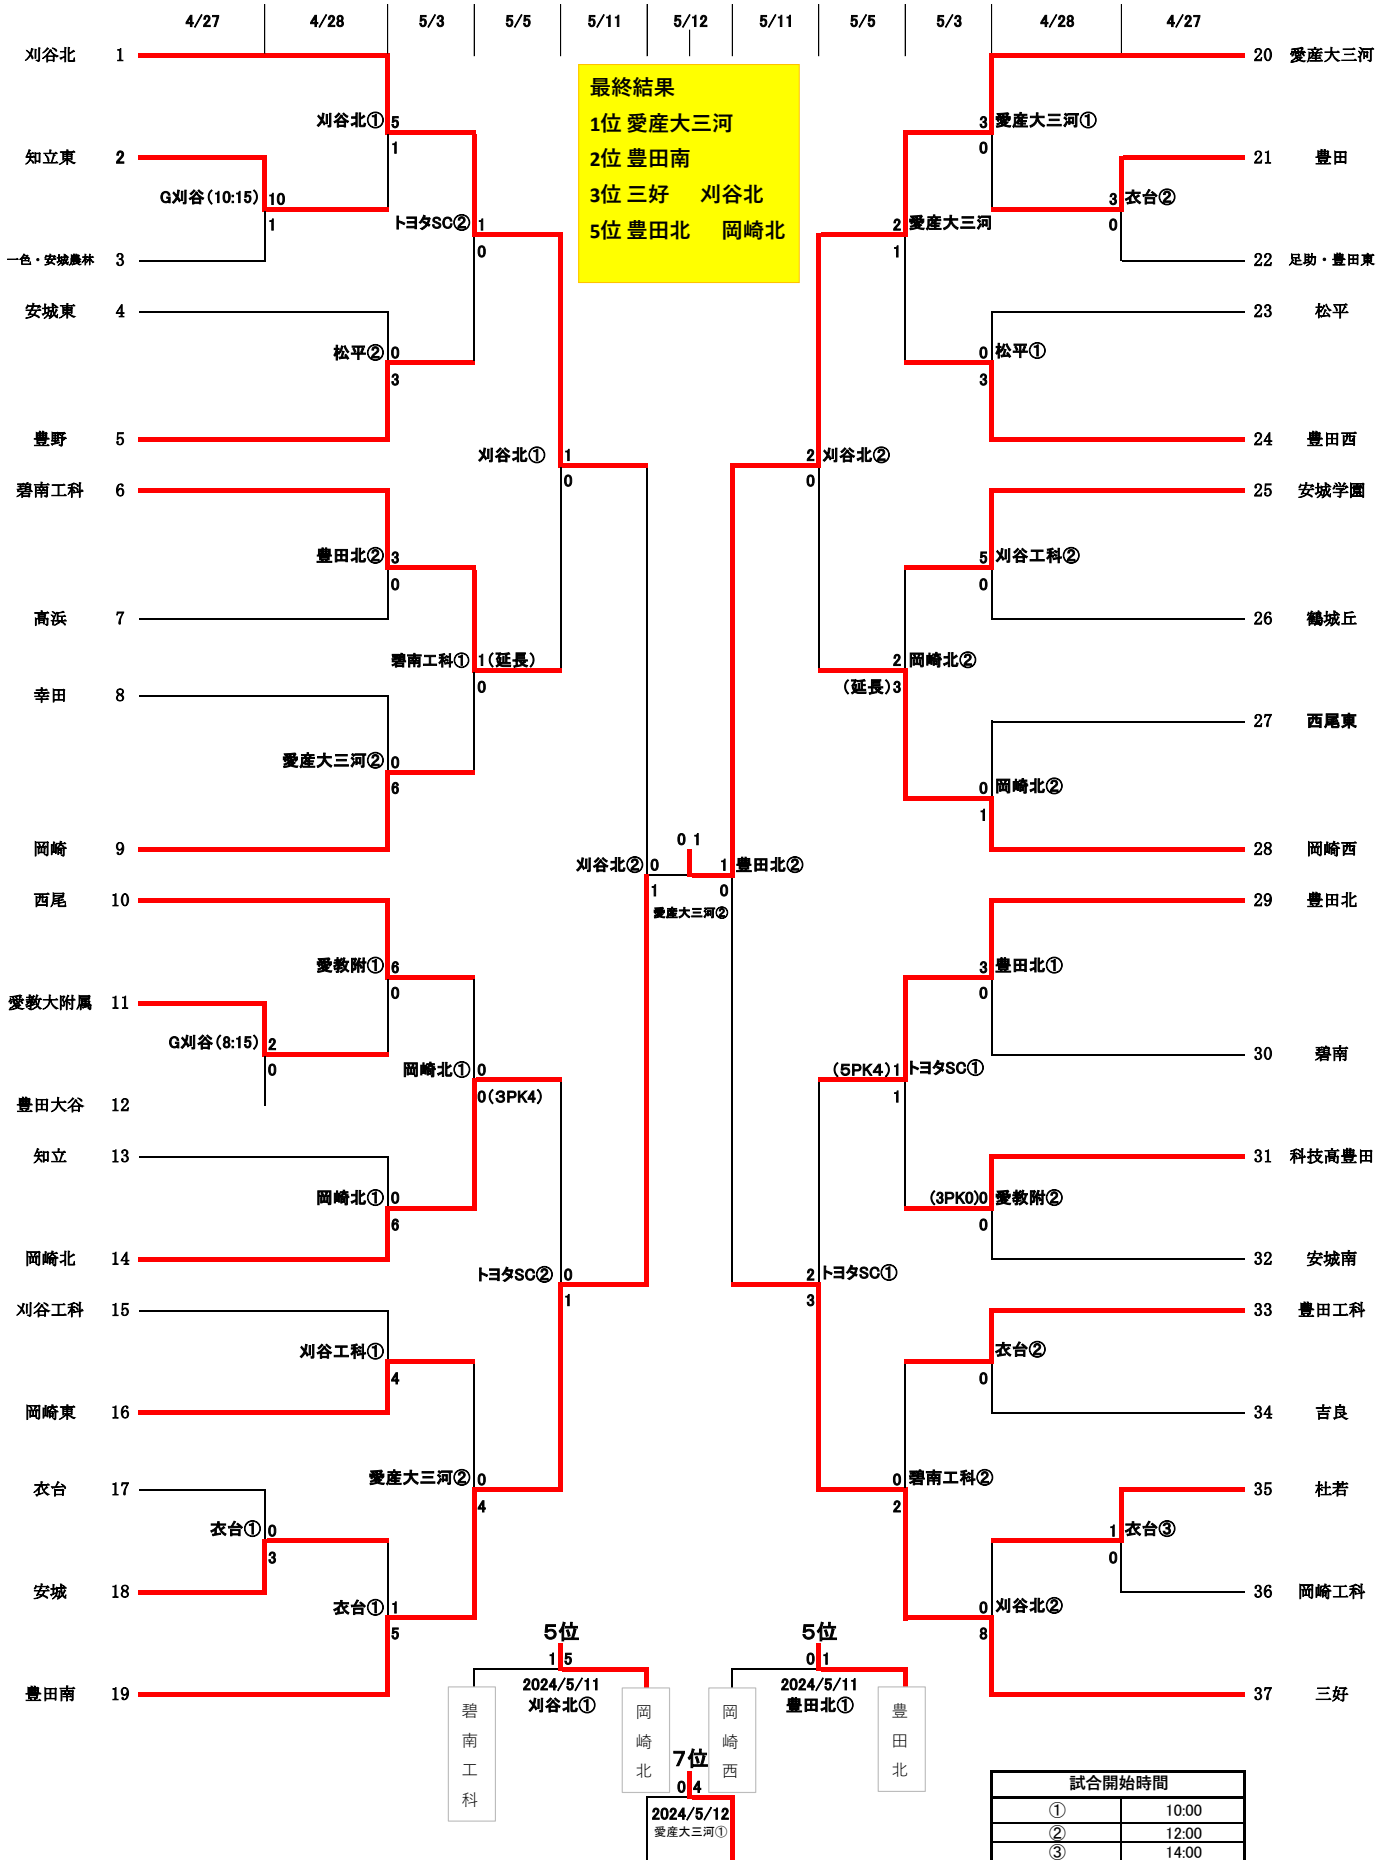 4/27 4/28 5/3 5/5 5/11 5/12 5/11 5/5 5/3 4/28 4/27
最終結果
1位 愛産大三河
2位 豊田南
3位 三好 刈谷北
5位 豊田北 岡崎北
刈谷北 1
刈谷北① 5
1
知立東 2
G刈谷(10:15) 10
1
トヨタSC② 1
0
一色・安城農林 3
安城東 4
松平② 0
3
豊野 5
刈谷北① 1
0
碧南工科 6
豊田北② 3
0
高浜 7
碧南工科① 1(延長)
0
幸田 8
愛産大三河② 0
6
岡崎 9
刈谷北② 0
1
西尾 10
愛教附① 6
0
愛教大附属 11
G刈谷(8:15) 2
0
岡崎北① 0
0(3PK4)
豊田大谷 12
知立 13
岡崎北① 0
6
岡崎北 14
トヨタSC② 0
1
刈谷工科 15
刈谷工科①
4
岡崎東 16
愛産大三河② 0
4
衣台 17
衣台① 0
3
安城 18
衣台① 1
5
豊田南 19
0 1
愛産大三河②
20 愛産大三河
3 愛産大三河①
0
21 豊田
3 衣台②
0
2 愛産大三河
1
22 足助・豊田東
23 松平
0 松平①
3
24 豊田西
2 刈谷北②
0
25 安城学園
5 刈谷工科②
0
26 鶴城丘
2 岡崎北②
(延長)3
27 西尾東
0 岡崎北②
1
28 岡崎西
1 豊田北②
0
29 豊田北
3 豊田北①
0
30 碧南
(5PK4)1 トヨタSC①
1
31 科技高豊田
(3PK0)0 愛教附②
0
32 安城南
2 トヨタSC①
3
33 豊田工科
衣台②
0
34 吉良
0 碧南工科②
2
35 杜若
1 衣台③
0
36 岡崎工科
0 刈谷北②
8
37 三好
5位
1 5
2024/5/11
刈谷北①
碧南工科
岡崎北
5位
0 1
2024/5/11
豊田北①
岡崎西
豊田北
7位
0 4
2024/5/12
愛産大三河①
試合開始時間
① 10:00
② 12:00
③ 14:00